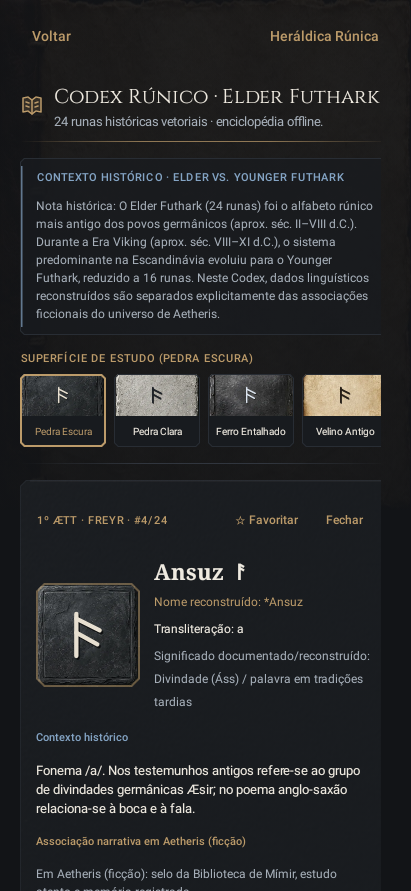 Voltar
Heráldica Rúnica
Codex Rúnico · Elder Futhark
24 runas históricas vetoriais · enciclopédia offline.
CONTEXTO HISTÓRICO · ELDER VS. YOUNGER FUTHARK
Nota histórica: O Elder Futhark (24 runas) foi o alfabeto rúnico
mais antigo dos povos germânicos (aprox. séc. II–VIII d.C.).
Durante a Era Viking (aprox. séc. VIII–XI d.C.), o sistema
predominante na Escandinávia evoluiu para o Younger
Futhark, reduzido a 16 runas. Neste Codex, dados linguísticos
reconstruídos são separados explicitamente das associações
ficcionais do universo de Aetheris.
SUPERFÍCIE DE ESTUDO (PEDRA ESCURA)
ᚨ ᚨ ᚨ ᚨ
Pedra Escura
Pedra Clara
Ferro Entalhado
Velino Antigo
1º ÆTT · FREYR · #4/24
☆ Favoritar
Fechar
Ansuz ᚨ
ᚨ
Nome reconstruído: *Ansuz
Transliteração: a
Significado documentado/reconstruído:
Divindade (Áss) / palavra em tradições
tardias
Contexto histórico
Fonema /a/. Nos testemunhos antigos refere-se ao grupo
de divindades germânicas Æsir; no poema anglo-saxão
relaciona-se à boca e à fala.
Associação narrativa em Aetheris (ficção)
Em Aetheris (ficção): selo da Biblioteca de Mímir, estudo
atento e memória registrada.